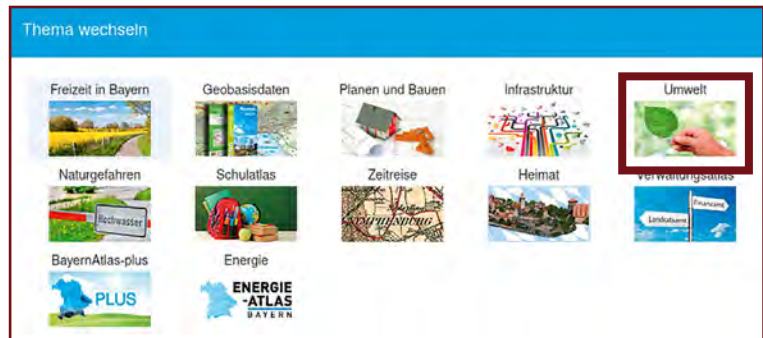 Thema wechseln
Freizeit in Bayern
Geobasisdaten
Planen und Bauen
Infrastruktur
Umwelt
Naturgefahren
Schulatlas
Zeitreise
Heimat
Verwaltungsatlas
Hochwasser
NYMPHENBURG
Finanzamt
Landratsamt
BayernAtlas-plus
Energie
PLUS
ENERGIE
-ATLAS
BAYERN